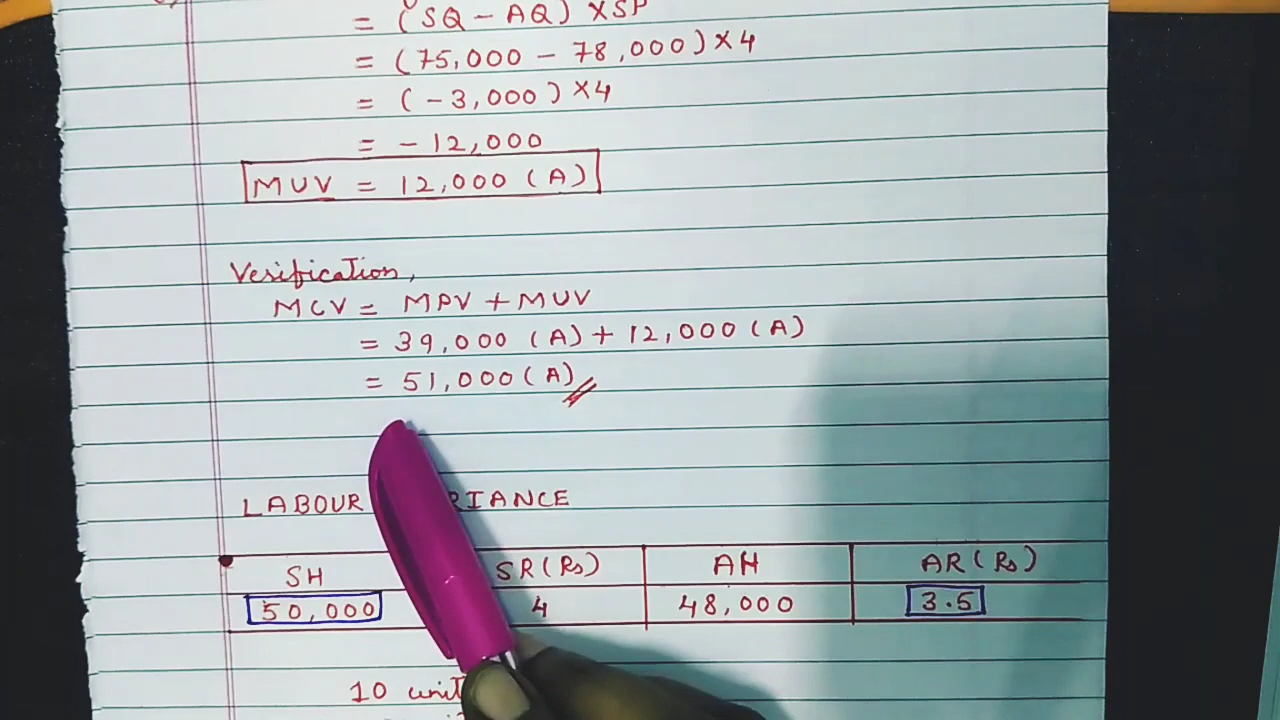 = (SQ - AQ) × SP
= (75,000 - 78,000) × 4
= (-3,000) × 4
= - 12,000
MUV = 12,000 (A)
Verification,
MCV = MPV + MUV
= 39,000 (A) + 12,000 (A)
= 51,000 (A)
LABOUR RIANCE
SH SR (Rs) AH AR (Rs)
50,000 4 48,000 3.5
10 unit